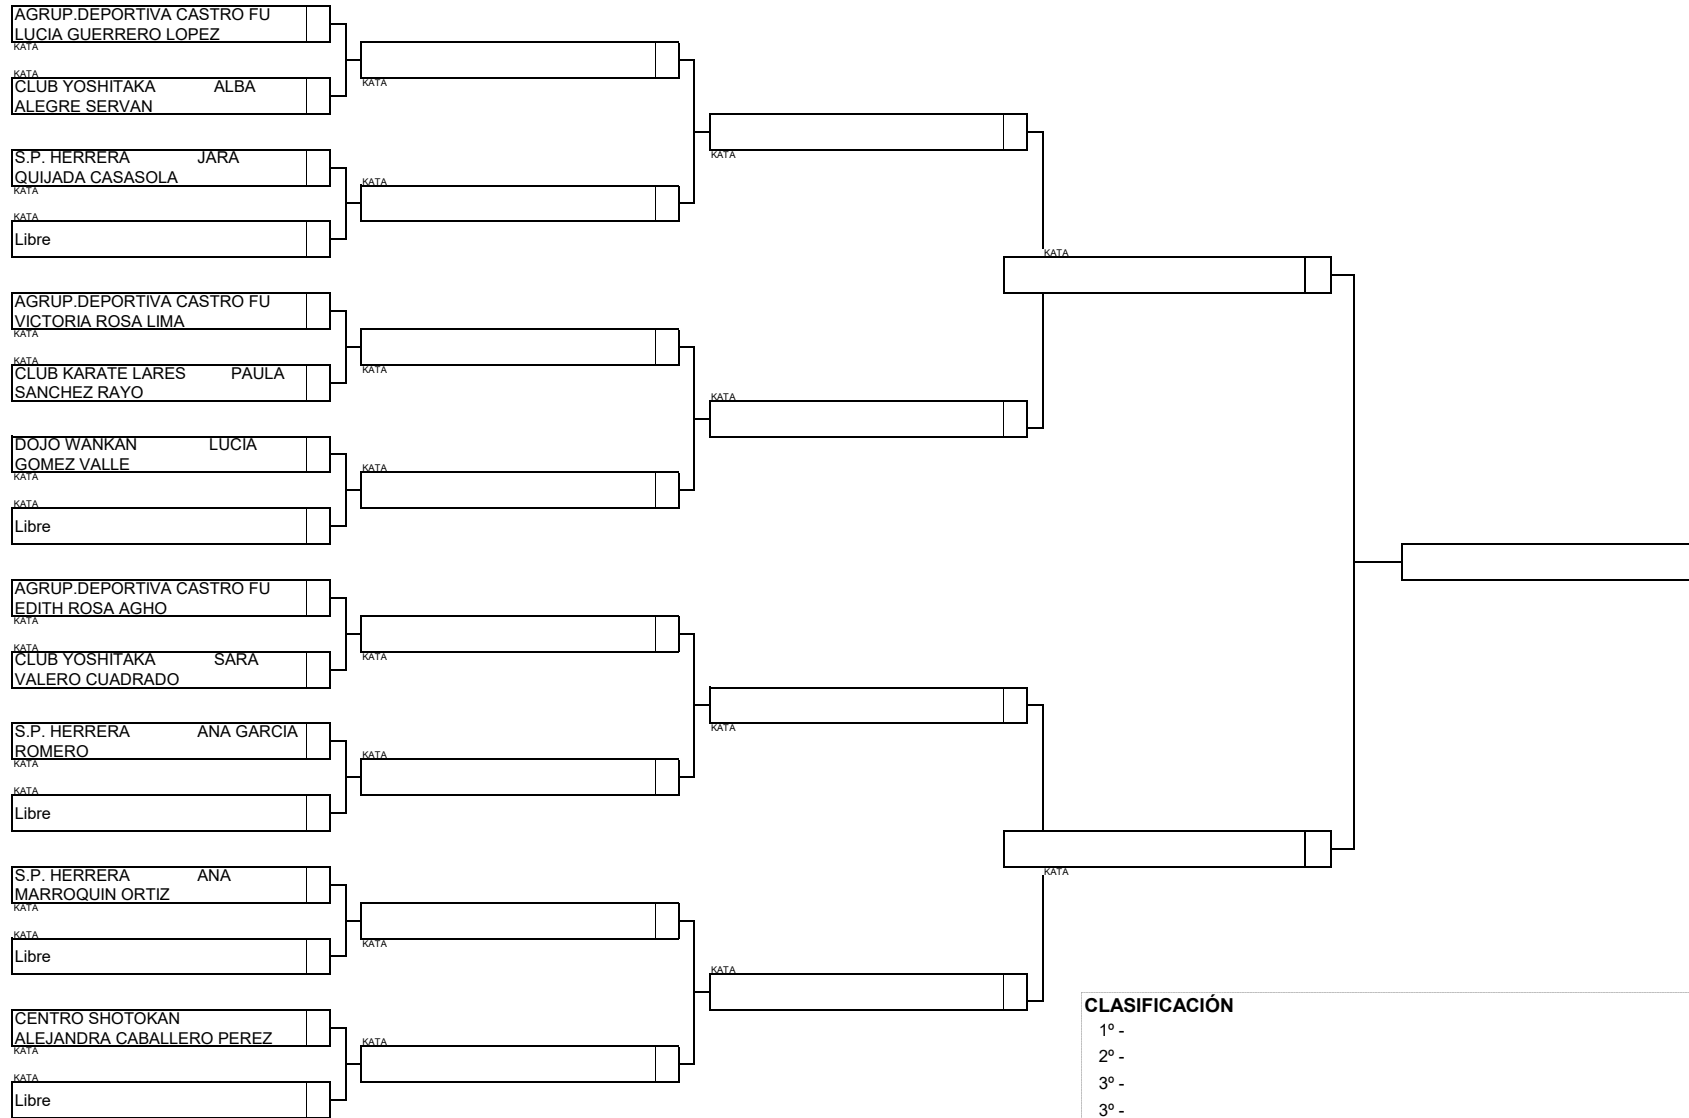 AGRUP.DEPORTIVA CASTRO FU
LUCIA GUERRERO LOPEZ
KATA
KATA
CLUB YOSHITAKA ALBA
ALEGRE SERVAN
S.P. HERRERA JARA
QUIJADA CASASOLA
KATA
KATA
Libre
AGRUP.DEPORTIVA CASTRO FU
VICTORIA ROSA LIMA
KATA
KATA
CLUB KARATE LARES PAULA
SANCHEZ RAYO
DOJO WANKAN LUCIA
GOMEZ VALLE
KATA
KATA
Libre
AGRUP.DEPORTIVA CASTRO FU
EDITH ROSA AGHO
KATA
KATA
CLUB YOSHITAKA SARA
VALERO CUADRADO
S.P. HERRERA ANA GARCIA
ROMERO
KATA
KATA
Libre
S.P. HERRERA ANA
MARROQUIN ORTIZ
KATA
KATA
Libre
CENTRO SHOTOKAN
ALEJANDRA CABALLERO PEREZ
KATA
KATA
Libre
KATA
KATA
KATA
KATA
KATA
KATA
KATA
KATA
KATA
KATA
KATA
KATA
KATA
KATA
CLASIFICACIÓN
1º -
2º -
3º -
3º -